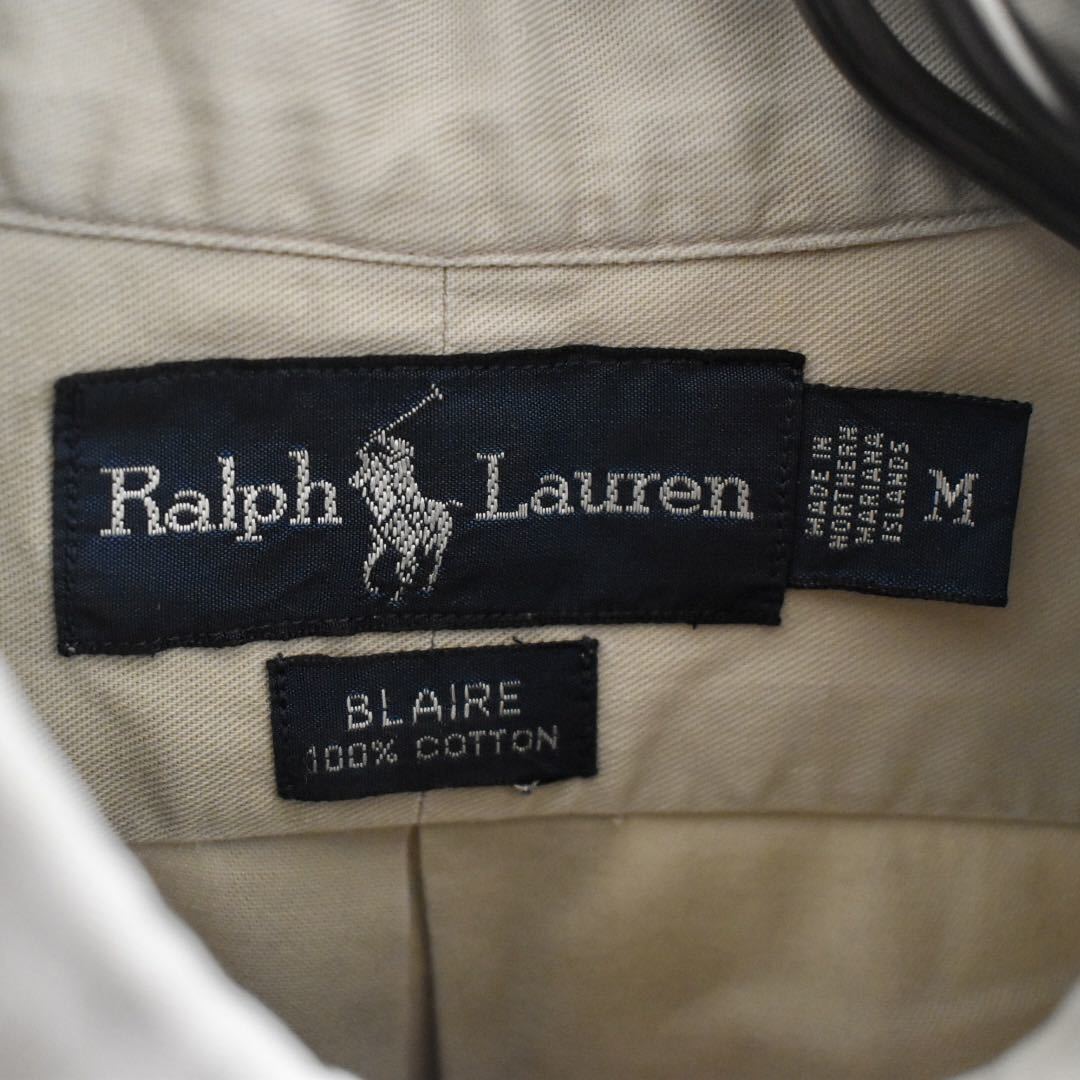 Ralph Lauren
MADE IN
NORTHERN
MARIANA
ISLANDS
M
BLAIRE
100% COTTON